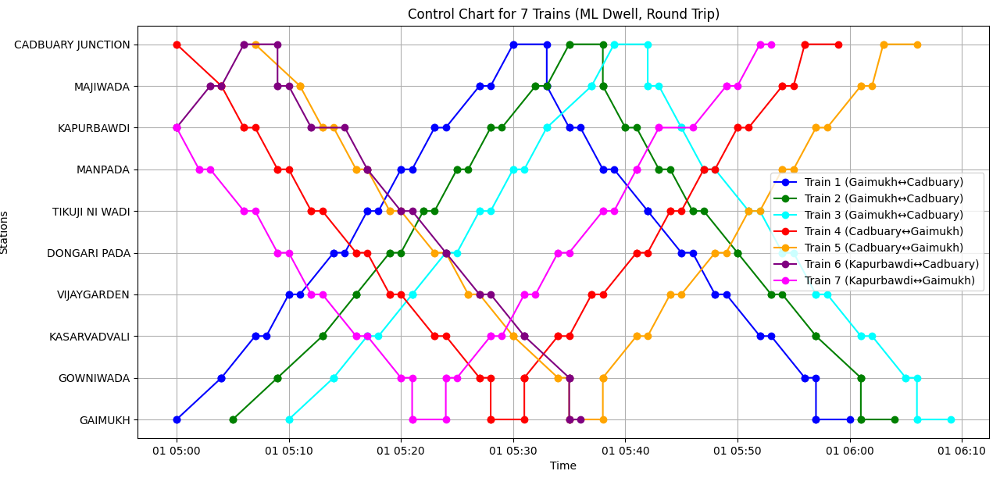 Control Chart for 7 Trains (ML Dwell, Round Trip)
Stations
CADBUARY JUNCTION
MAJIWADA
KAPURBAWDI
MANPADA
TIKUJI NI WADI
DONGARI PADA
VIJAYGARDEN
KASARVADVALI
GOWNIWADA
GAIMUKH
Train 1 (Gaimukh↔Cadbuary)
Train 2 (Gaimukh↔Cadbuary)
Train 3 (Gaimukh↔Cadbuary)
Train 4 (Cadbuary↔Gaimukh)
Train 5 (Cadbuary↔Gaimukh)
Train 6 (Kapurbawdi↔Cadbuary)
Train 7 (Kapurbawdi↔Gaimukh)
01 05:00 01 05:10 01 05:20 01 05:30 01 05:40 01 05:50 01 06:00 01 06:10
Time